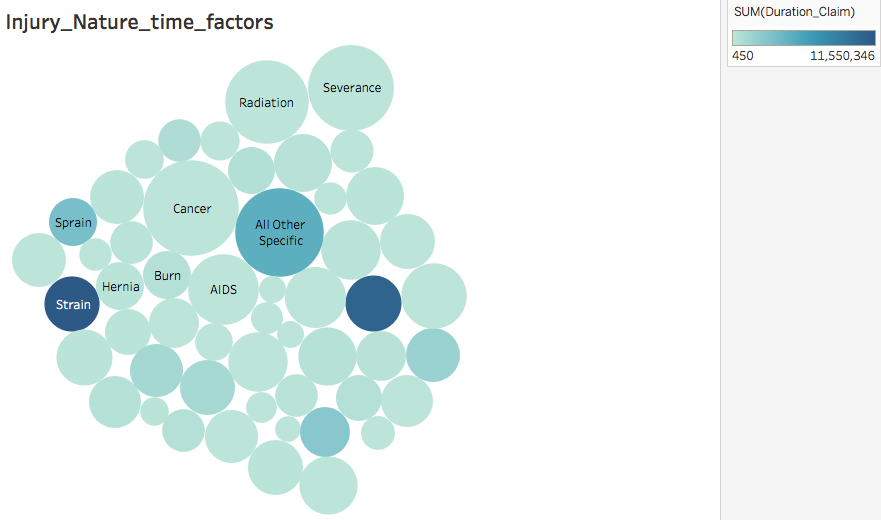 Injury_Nature_time_factors
SUM(Duration_Claim)
450 11,550,346
Severance
Radiation
Cancer
Sprain
All Other
Specific
Burn
Hernia
AIDS
Strain